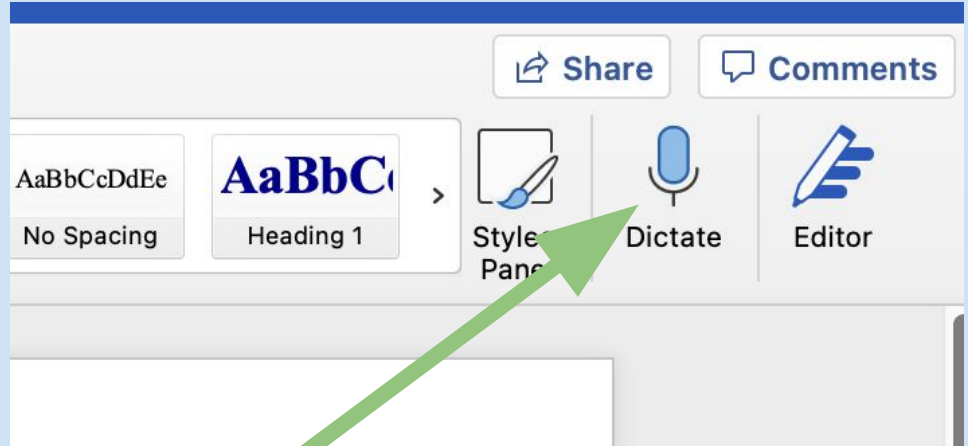 Share
Comments
AaBbCcDdEe
AaBbC
No Spacing
Heading 1
Dictate
Editor